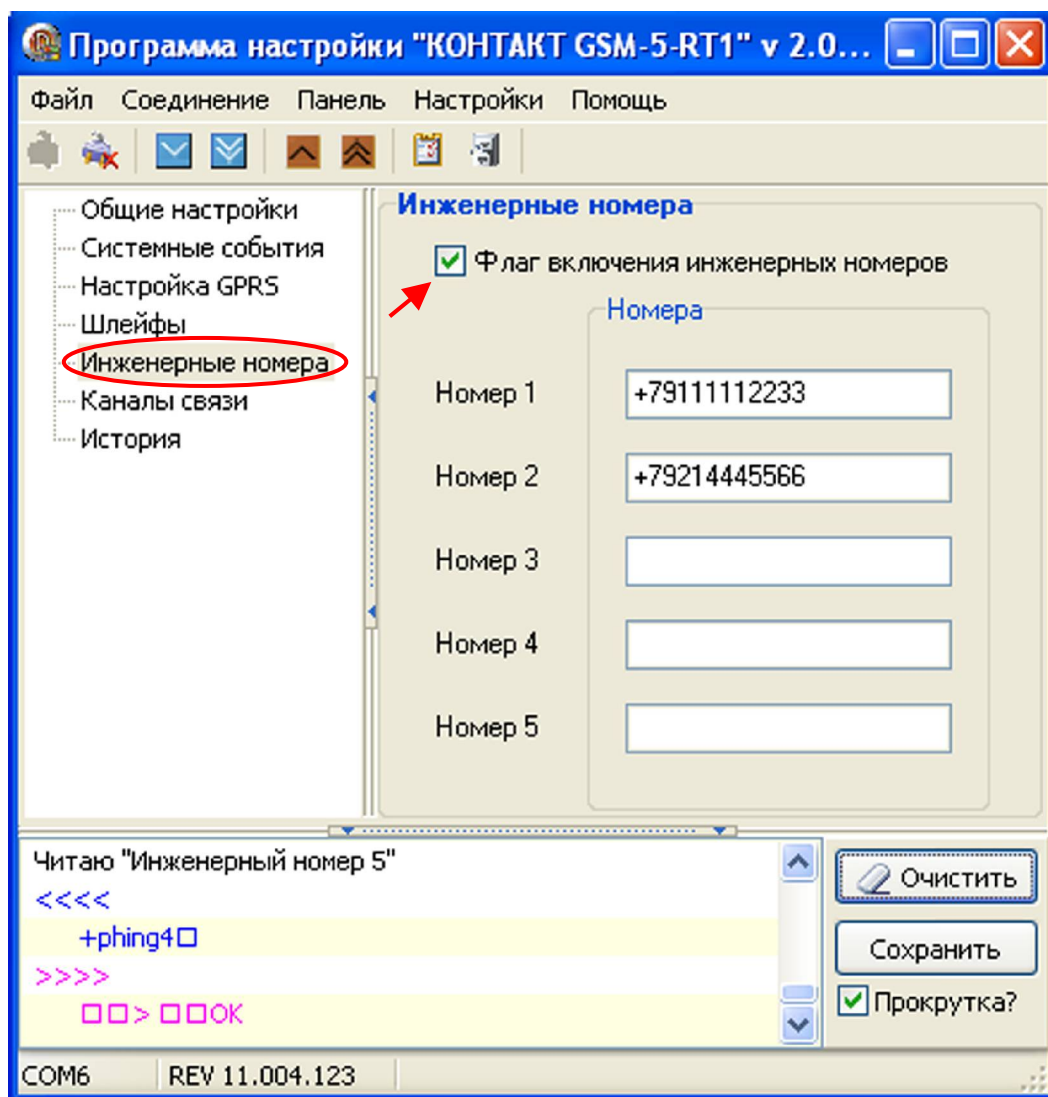 Программа настройки "КОНТАКТ GSM-5-RT1" v 2.0...
Файл Соединение Панель Настройки Помощь
Общие настройки
Системные события
Настройка GPRS
Шлейфы
Инженерные номера
Каналы связи
История
Инженерные номера
Флаг включения инженерных номеров
Номера
Номер 1 +79111112233
Номер 2 +79214445566
Номер 3
Номер 4
Номер 5
Читаю "Инженерный номер 5"
<<<<
+phing4□
>>>>
□□> □□OK
Очистить
Сохранить
Прокрутка?
COM6 REV 11.004.123